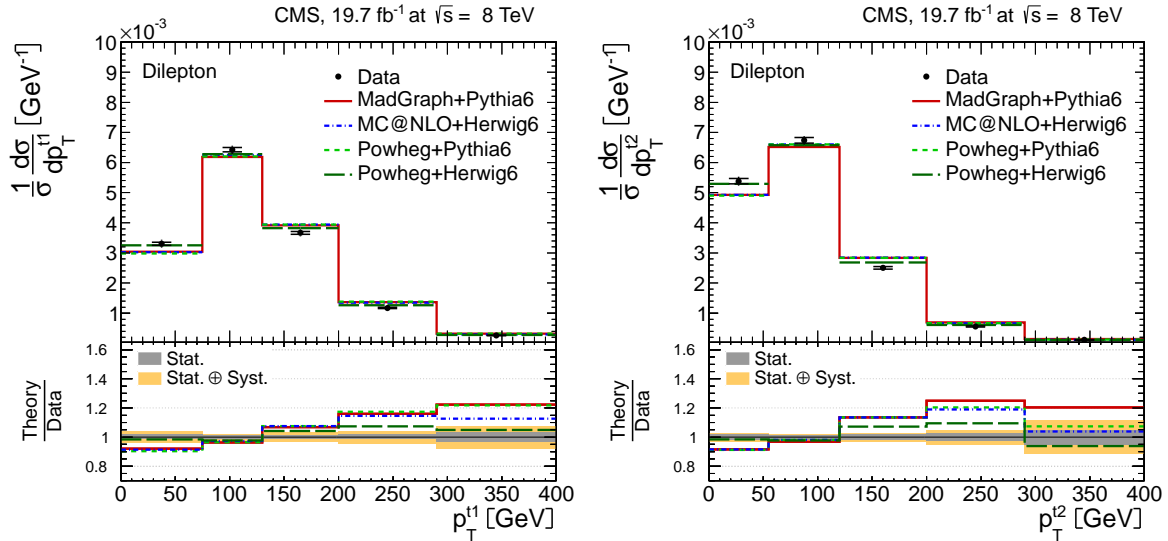 CMS, 19.7 fb⁻¹ at √s = 8 TeV
×10⁻³
1/σ dσ/dp_T^t1 [GeV⁻¹]
10
9
8
7
6
5
4
3
2
1
Dilepton
Data
MadGraph+Pythia6
MC@NLO+Herwig6
Powheg+Pythia6
Powheg+Herwig6
Theory/Data
1.6
1.4
1.2
1
0.8
Stat.
Stat. ⊕ Syst.
0 50 100 150 200 250 300 350 400
p_T^t1 [GeV]
CMS, 19.7 fb⁻¹ at √s = 8 TeV
×10⁻³
1/σ dσ/dp_T^t2 [GeV⁻¹]
10
9
8
7
6
5
4
3
2
1
Dilepton
Data
MadGraph+Pythia6
MC@NLO+Herwig6
Powheg+Pythia6
Powheg+Herwig6
Theory/Data
1.6
1.4
1.2
1
0.8
Stat.
Stat. ⊕ Syst.
0 50 100 150 200 250 300 350 400
p_T^t2 [GeV]